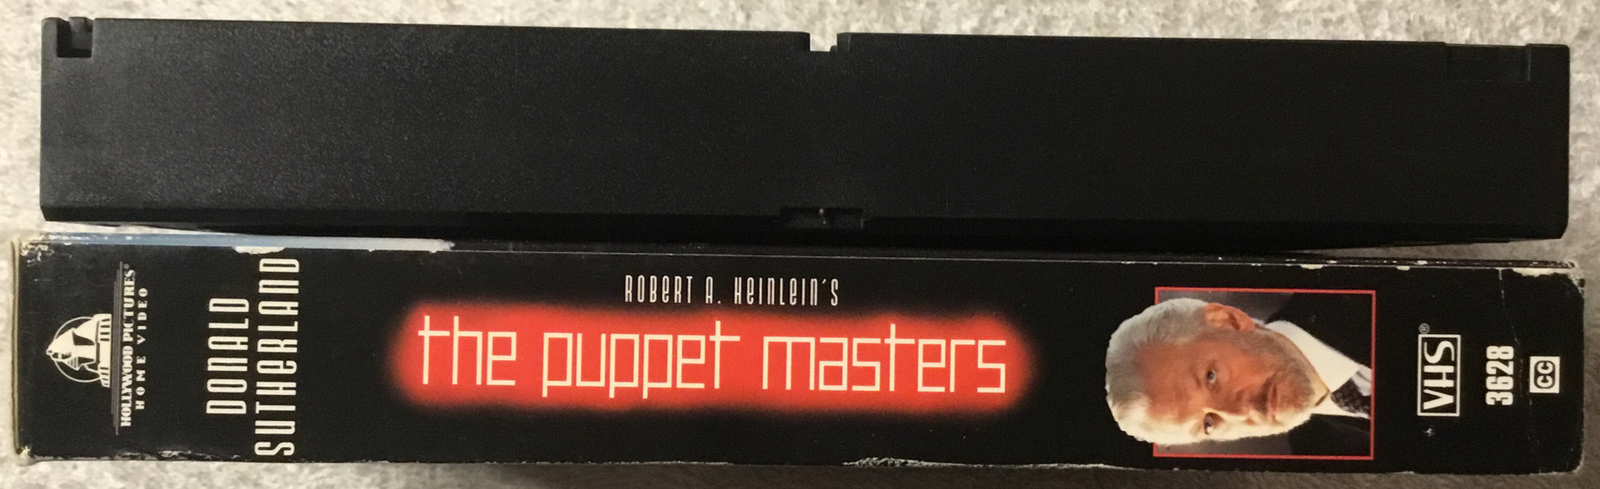 HOLLYWOOD PICTURES®
HOME VIDEO
DONALD
SUTHERLAND
ROBERT A. HEINLEIN'S
the puppet masters
VHS®
3628
CC